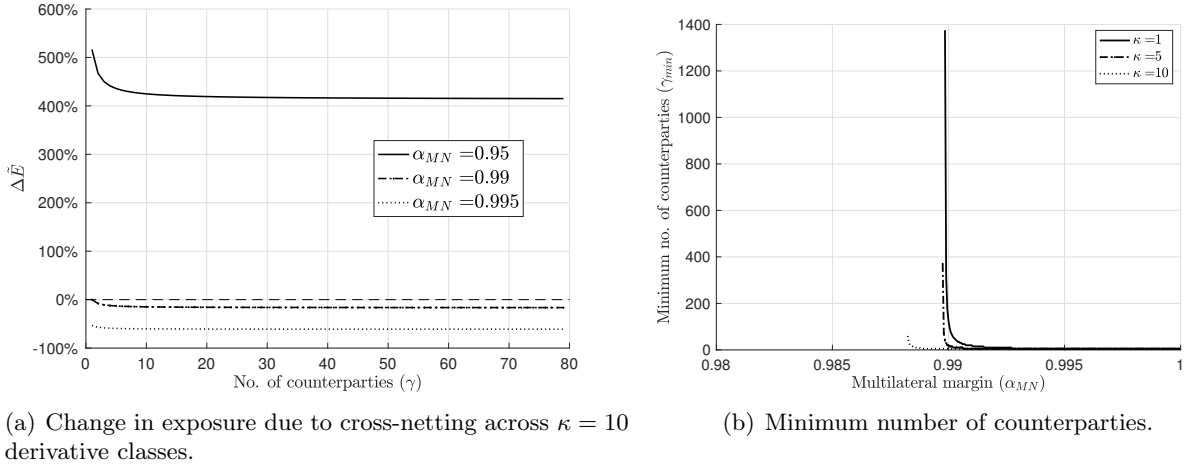 600%
500%
400%
300%
200%
100%
0%
-100%
ΔẼ
α_MN =0.95
α_MN =0.99
α_MN =0.995
0 10 20 30 40 50 60 70 80
No. of counterparties (γ)
(a) Change in exposure due to cross-netting across κ = 10
derivative classes.
1400
1200
1000
800
600
400
200
0
Minimum no. of counterparties (γ_min)
κ =1
κ =5
κ =10
0.98 0.985 0.99 0.995 1
Multilateral margin (α_MN)
(b) Minimum number of counterparties.